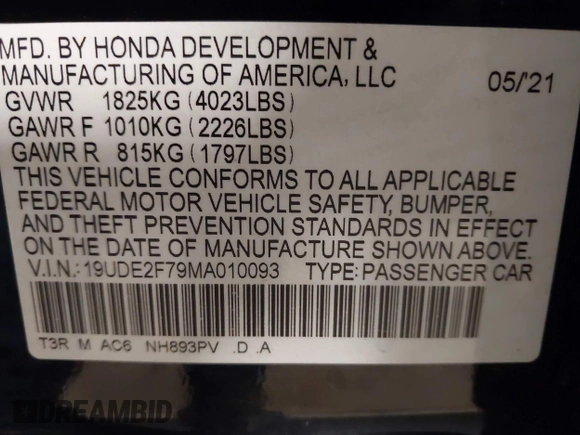 MFD. BY HONDA DEVELOPMENT &
MANUFACTURING OF AMERICA, LLC 05/'21
GVWR 1825KG (4023LBS)
GAWR F 1010KG (2226LBS)
GAWR R 815KG (1797LBS)
THIS VEHICLE CONFORMS TO ALL APPLICABLE
FEDERAL MOTOR VEHICLE SAFETY, BUMPER,
AND THEFT PREVENTION STANDARDS IN EFFECT
ON THE DATE OF MANUFACTURE SHOWN ABOVE.
V.I.N.: 19UDE2F79MA010093 TYPE: PASSENGER CAR
T3R M AC6 NH893PV .D .A
DREAMBID